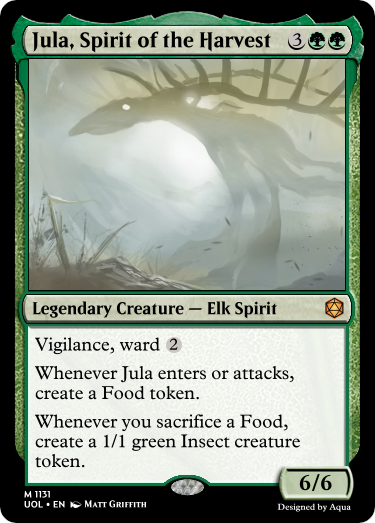 Jula, Spirit of the Harvest 3
Legendary Creature — Elk Spirit
Vigilance, ward 2
Whenever Jula enters or attacks,
create a Food token.
Whenever you sacrifice a Food,
create a 1/1 green Insect creature
token.
6/6
M 1131
UOL • EN Matt Griffith
Designed by Aqua